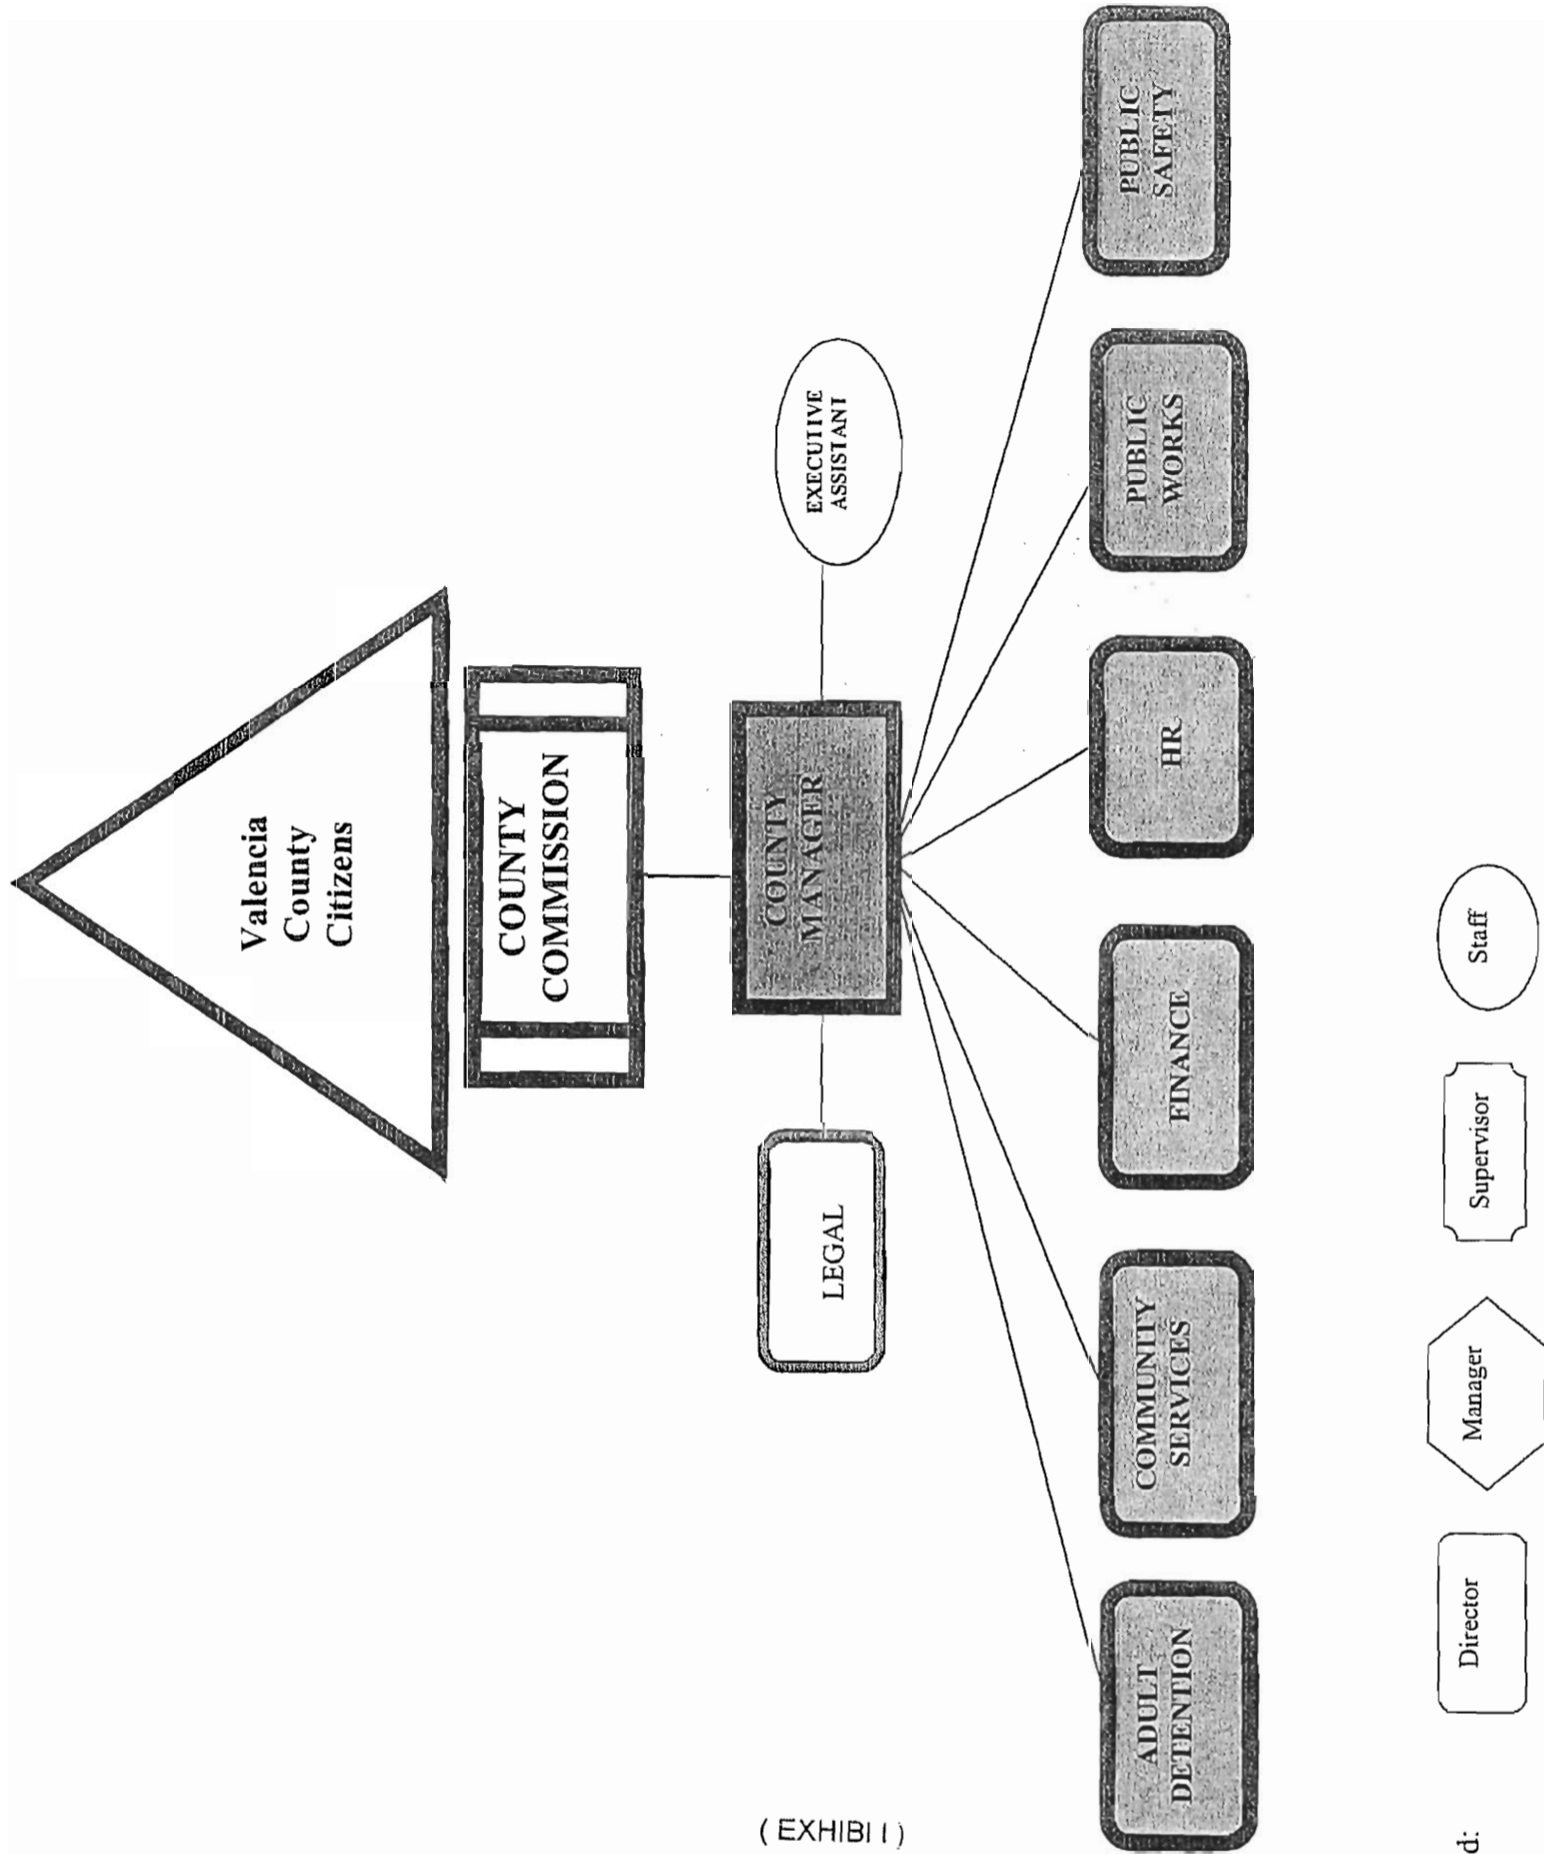 Valencia
County
Citizens
COUNTY
COMMISSION
LEGAL
COUNTY
MANAGER
EXECUTIVE
ASSISTANT
ADULT
DETENTION
COMMUNITY
SERVICES
FINANCE
HR
PUBLIC
WORKS
PUBLIC
SAFETY
d:
Director
Manager
Supervisor
Staff